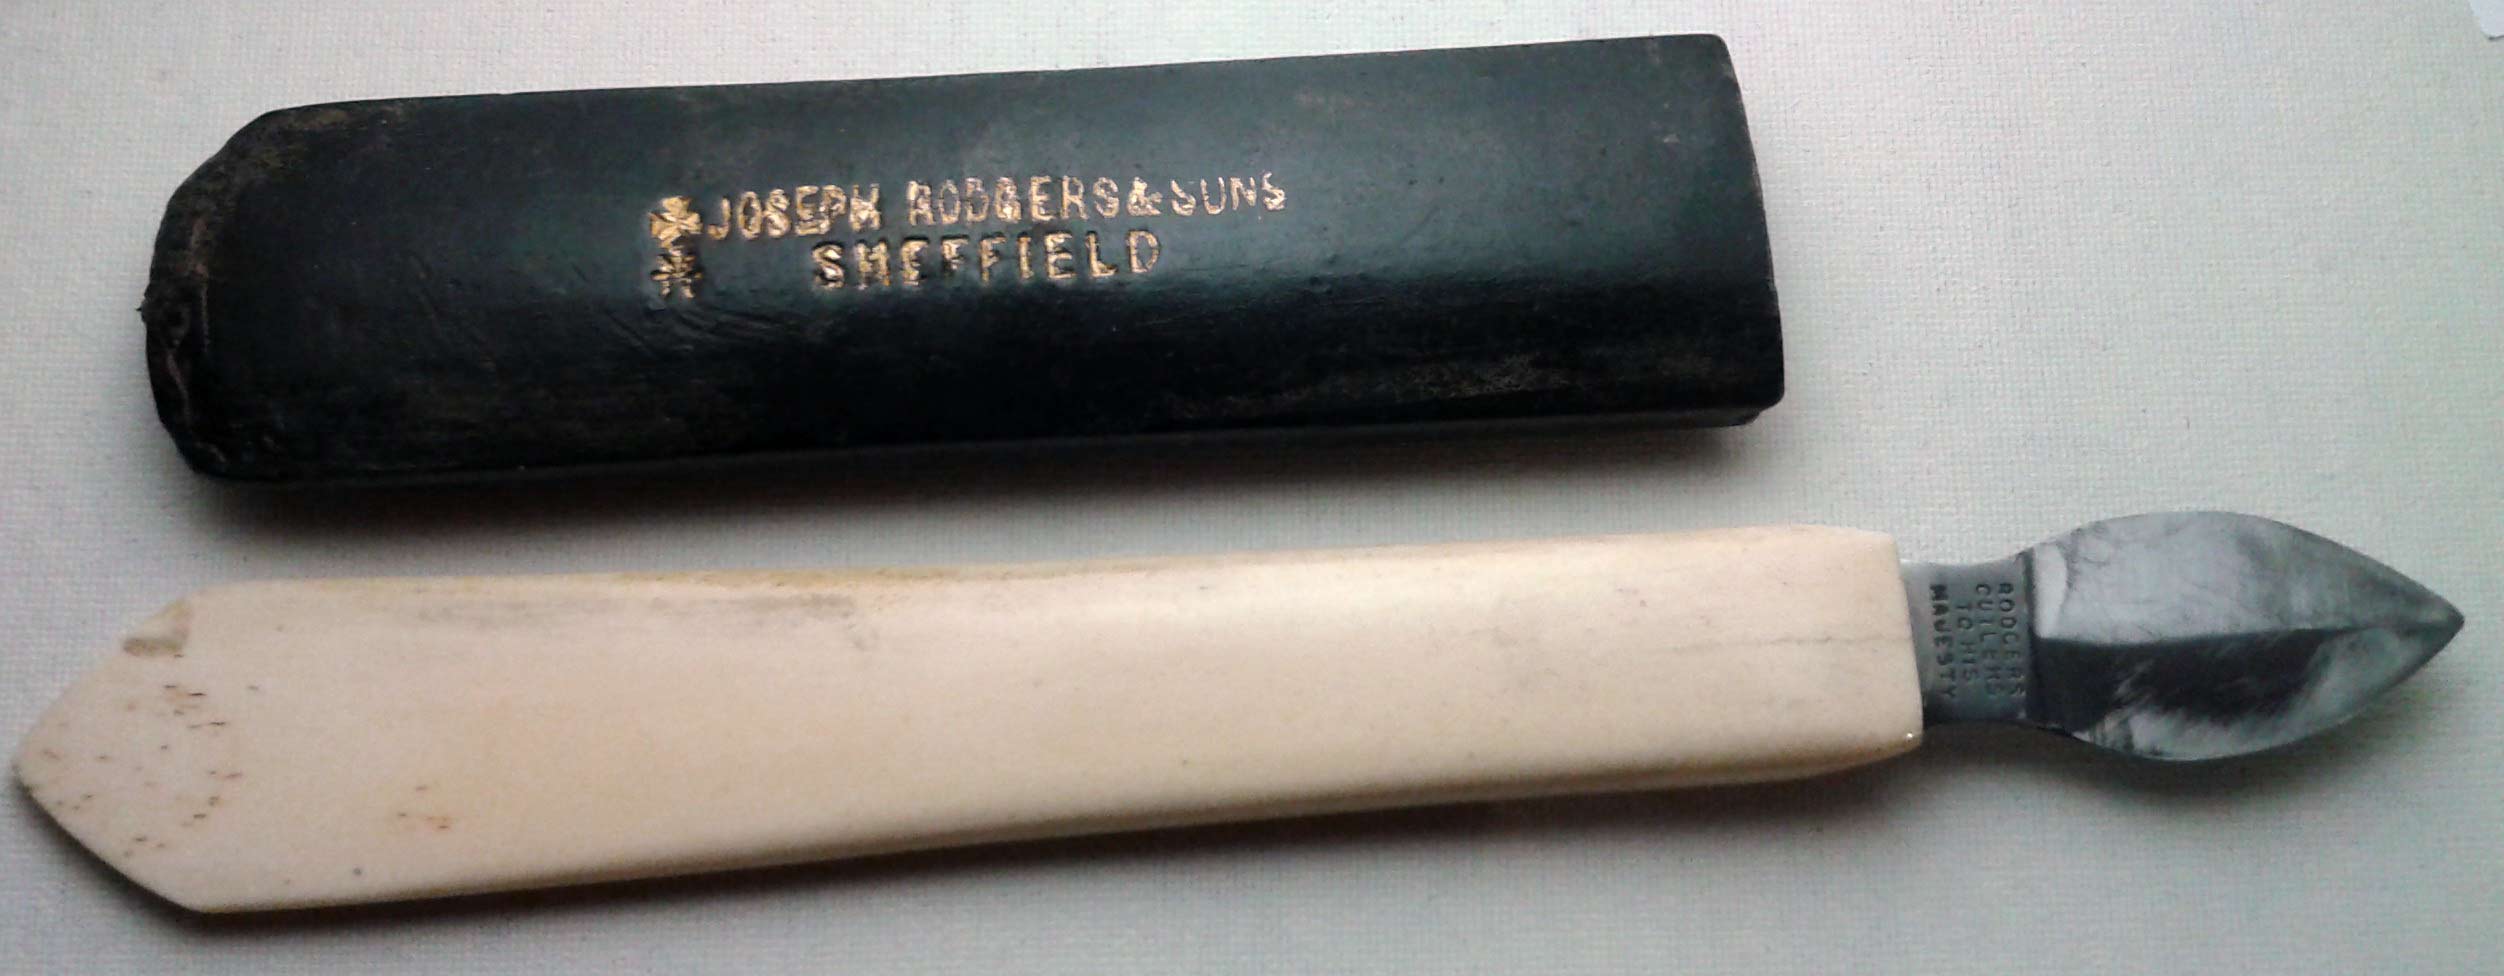 JOSEPH RODGERS & SONS
SHEFFIELD
RODGERS
CUTLERS
TO HIS
MAJESTY